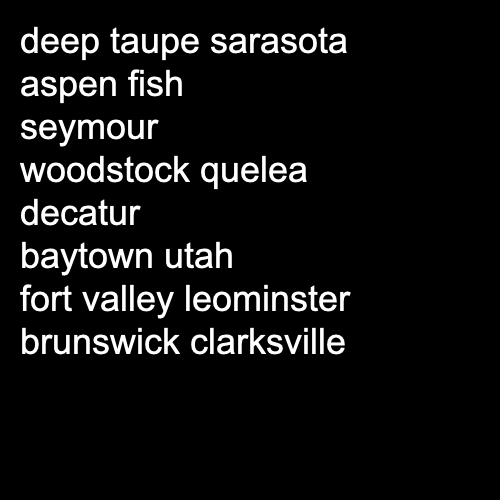 deep taupe sarasota
aspen fish
seymour
woodstock quelea
decatur
baytown utah
fort valley leominster
brunswick clarksville